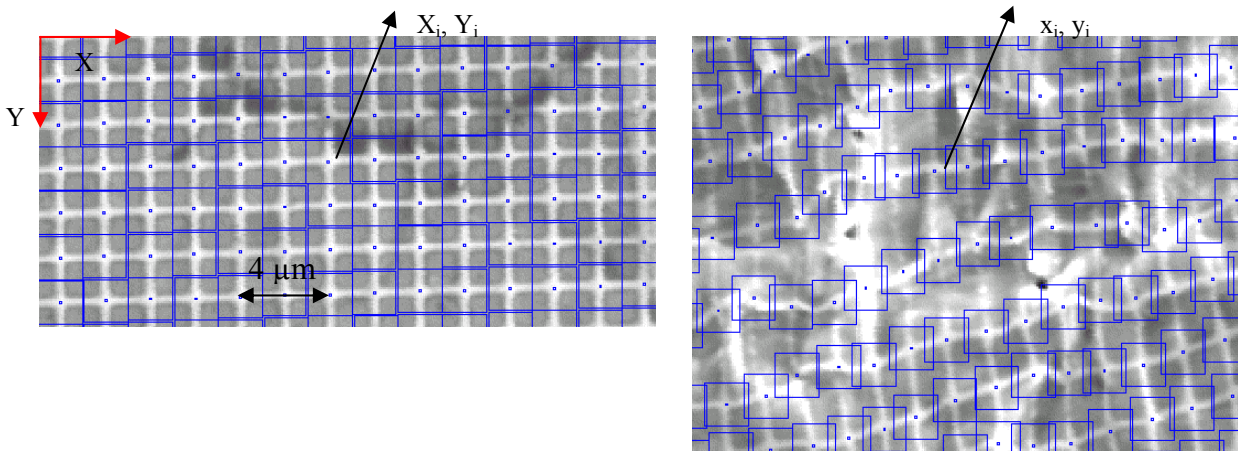 X
Y
Xᵢ, Yᵢ
4 µm
xᵢ, yᵢ